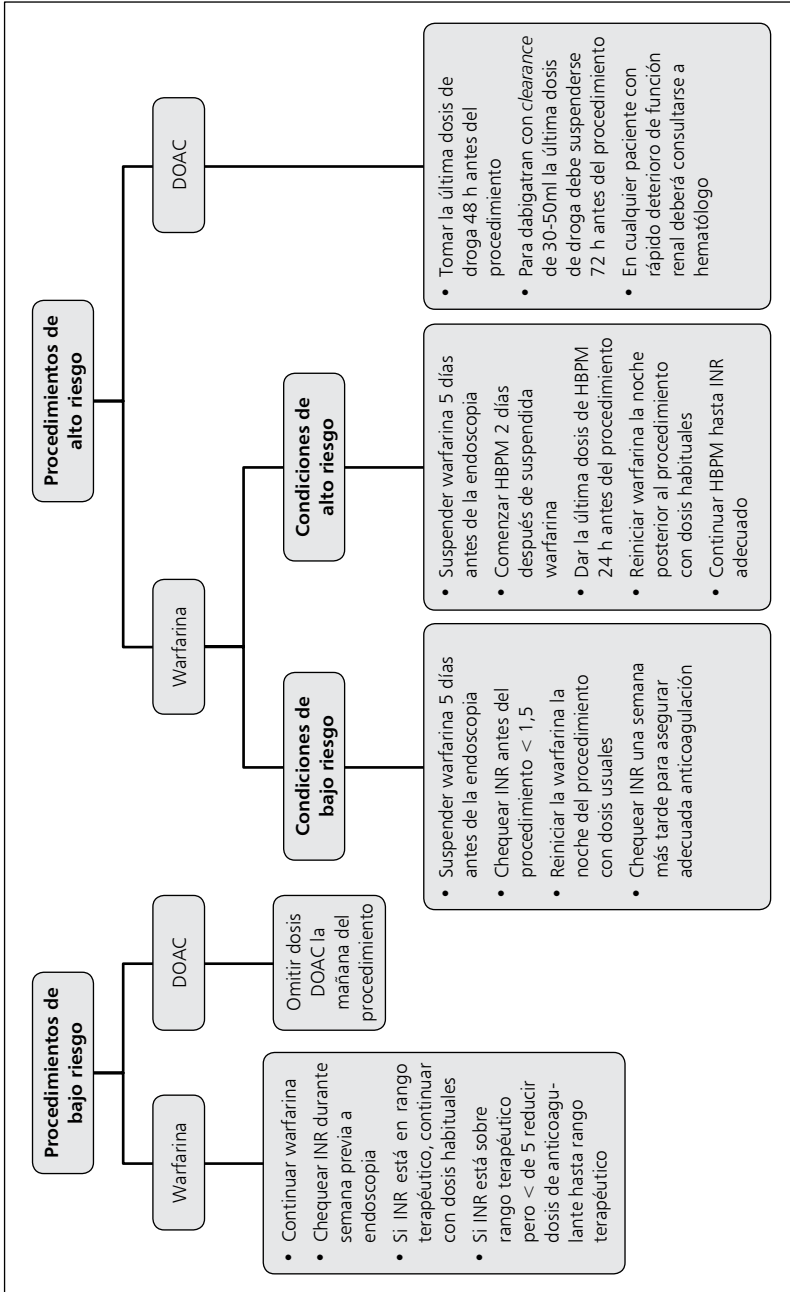 Procedimientos de
bajo riesgo
Warfarina
DOAC
• Continuar warfarina
• Chequear INR durante
semana previa a
endoscopia
• Si INR está en rango
terapéutico, continuar
con dosis habituales
• Si INR está sobre
rango terapéutico
pero < de 5 reducir
dosis de anticoagu-
lante hasta rango
terapéutico
Omitir dosis
DOAC la
mañana del
procedimiento
Procedimientos de
alto riesgo
Warfarina
DOAC
Condiciones de
bajo riesgo
Condiciones de
alto riesgo
• Suspender warfarina 5 días
antes de la endoscopia
• Chequear INR antes del
procedimiento < 1,5
• Reiniciar la warfarina la
noche del procedimiento
con dosis usuales
• Chequear INR una semana
más tarde para asegurar
adecuada anticoagulación
• Suspender warfarina 5 días
antes de la endoscopia
• Comenzar HBPM 2 días
después de suspendida
warfarina
• Dar la última dosis de HBPM
24 h antes del procedimiento
• Reiniciar warfarina la noche
posterior al procedimiento
con dosis habituales
• Continuar HBPM hasta INR
adecuado
• Tomar la última dosis de
droga 48 h antes del
procedimiento
• Para dabigatran con clearance
de 30-50ml la última dosis
de droga debe suspenderse
72 h antes del procedimiento
• En cualquier paciente con
rápido deterioro de función
renal deberá consultarse a
hematólogo